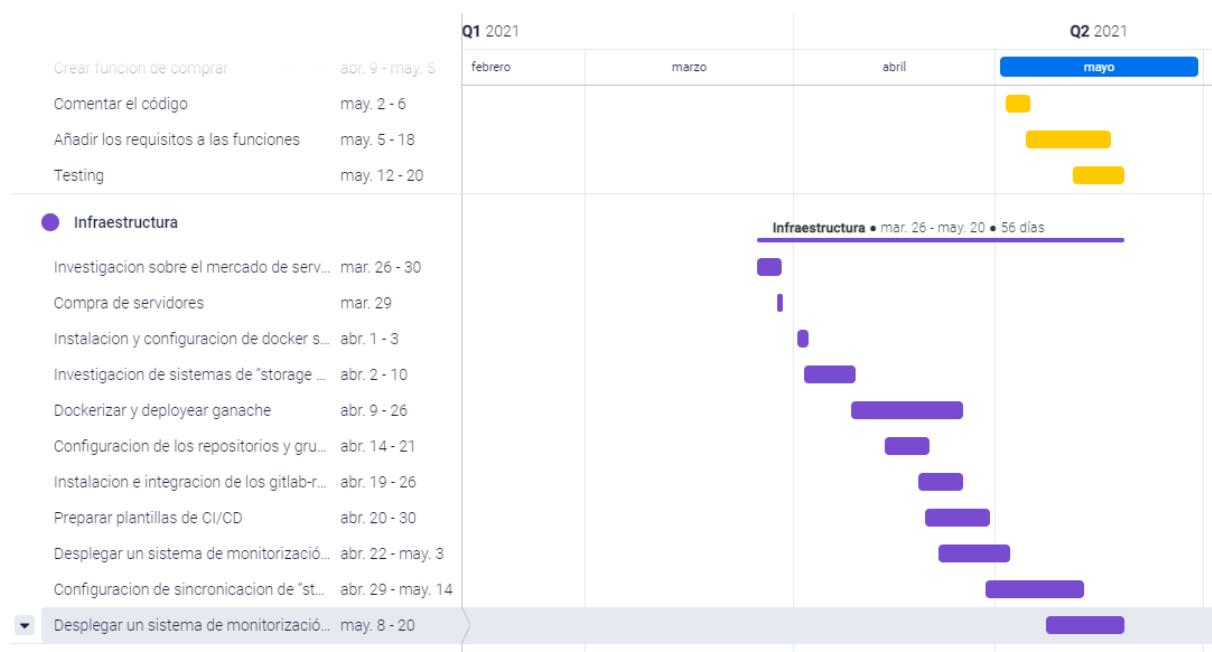 Q1 2021 Q2 2021
Crear funcion de comprar abr. 9 - may. 5 febrero marzo abril mayo
Comentar el código may. 2 - 6
Añadir los requisitos a las funciones may. 5 - 18
Testing may. 12 - 20
Infraestructura
Infraestructura • mar. 26 - may. 20 • 56 días
Investigacion sobre el mercado de serv... mar. 26 - 30
Compra de servidores mar. 29
Instalacion y configuracion de docker s... abr. 1 - 3
Investigacion de sistemas de “storage ... abr. 2 - 10
Dockerizar y deployear ganache abr. 9 - 26
Configuracion de los repositorios y gru... abr. 14 - 21
Instalacion e integracion de los gitlab-r... abr. 19 - 26
Preparar plantillas de CI/CD abr. 20 - 30
Desplegar un sistema de monitorizació... abr. 22 - may. 3
Configuracion de sincronicacion de “st... abr. 29 - may. 14
Desplegar un sistema de monitorizació... may. 8 - 20